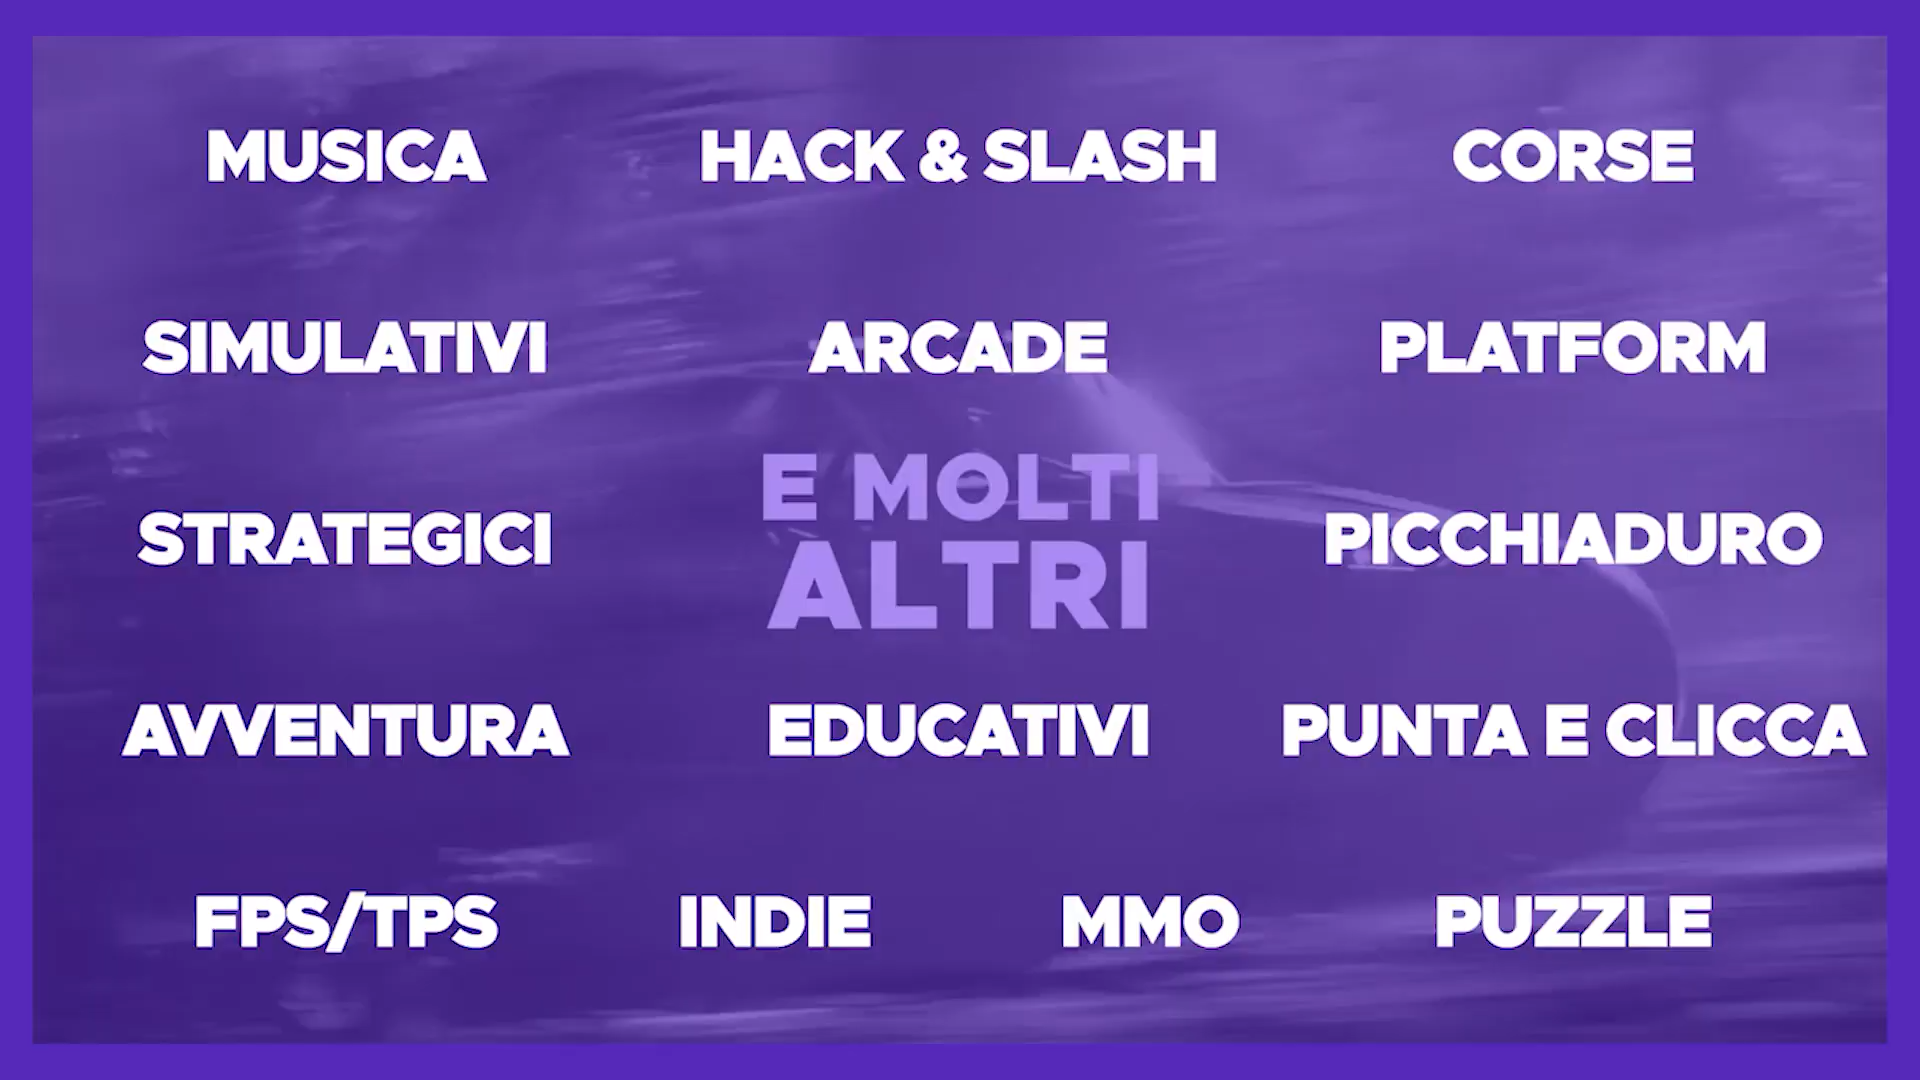 MUSICA
HACK & SLASH
CORSE
SIMULATIVI
ARCADE
PLATFORM
STRATEGICI
E MOLTI
ALTRI
PICCHIADURO
AVVENTURA
EDUCATIVI
PUNTA E CLICCA
FPS/TPS
INDIE
MMO
PUZZLE